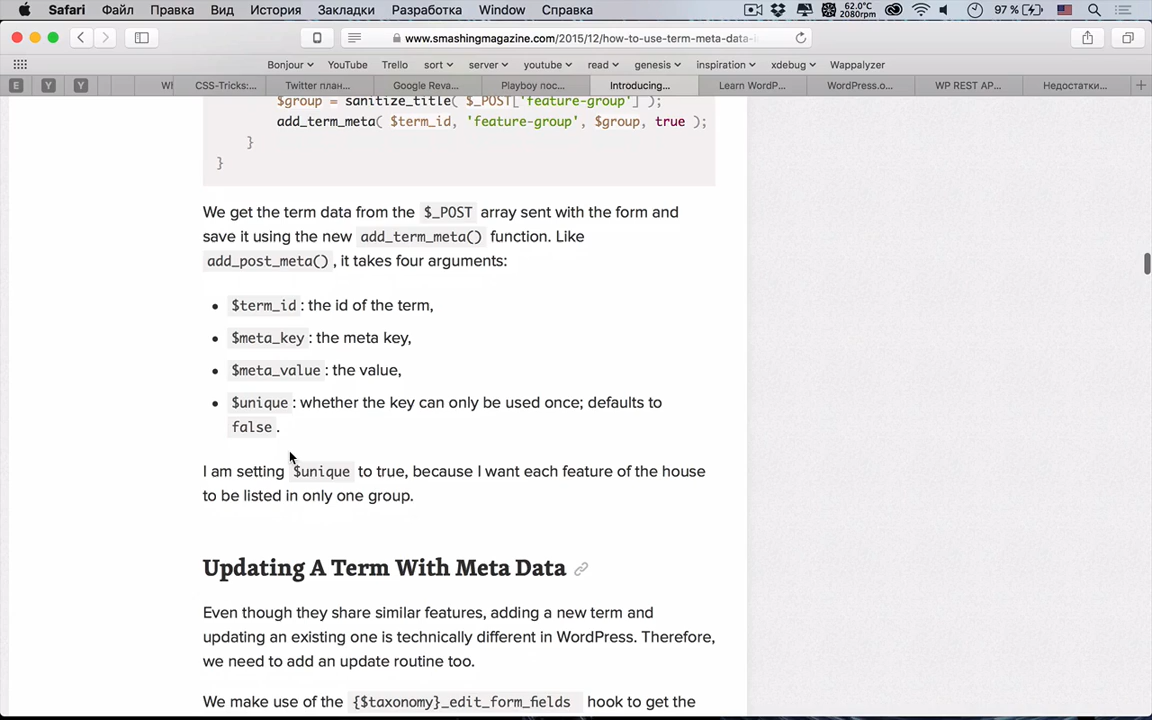 Safari Файл Правка Вид История Закладки Разработка Window Справка 62.0°C 2080rpm 97 %
www.smashingmagazine.com/2015/12/how-to-use-term-meta-data-
Bonjour YouTube Trello sort server youtube read genesis inspiration xdebug Wappalyzer
E Y Y WI CSS-Tricks:... Twitter план... Google Reva... Playboy пос... Introducing... Learn WordP... WordPress.o... WP REST AP... Недостатки...
$group = sanitize_title( $_POST['feature-group'] );
add_term_meta( $term_id, 'feature-group', $group, true );
}
}
We get the term data from the $_POST array sent with the form and
save it using the new add_term_meta() function. Like
add_post_meta(), it takes four arguments:
• $term_id: the id of the term,
• $meta_key: the meta key,
• $meta_value: the value,
• $unique: whether the key can only be used once; defaults to
false.
I am setting $unique to true, because I want each feature of the house
to be listed in only one group.
Updating A Term With Meta Data
Even though they share similar features, adding a new term and
updating an existing one is technically different in WordPress. Therefore,
we need to add an update routine too.
We make use of the {$taxonomy}_edit_form_fields hook to get the